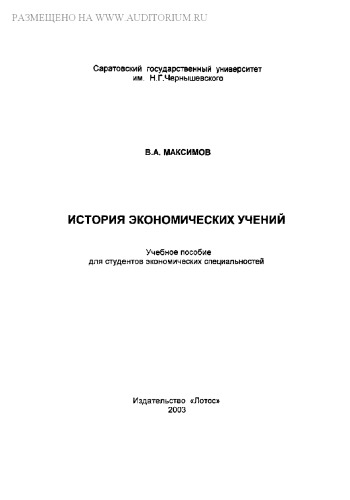 РАЗМЕЩЕНО НА WWW.AUDITORIUM.RU
Саратовский государственный университет
им. Н.Г.Чернышевского
В.А. МАКСИМОВ
ИСТОРИЯ ЭКОНОМИЧЕСКИХ УЧЕНИЙ
Учебное пособие
для студентов экономических специальностей
Издательство «Лотос»
2003